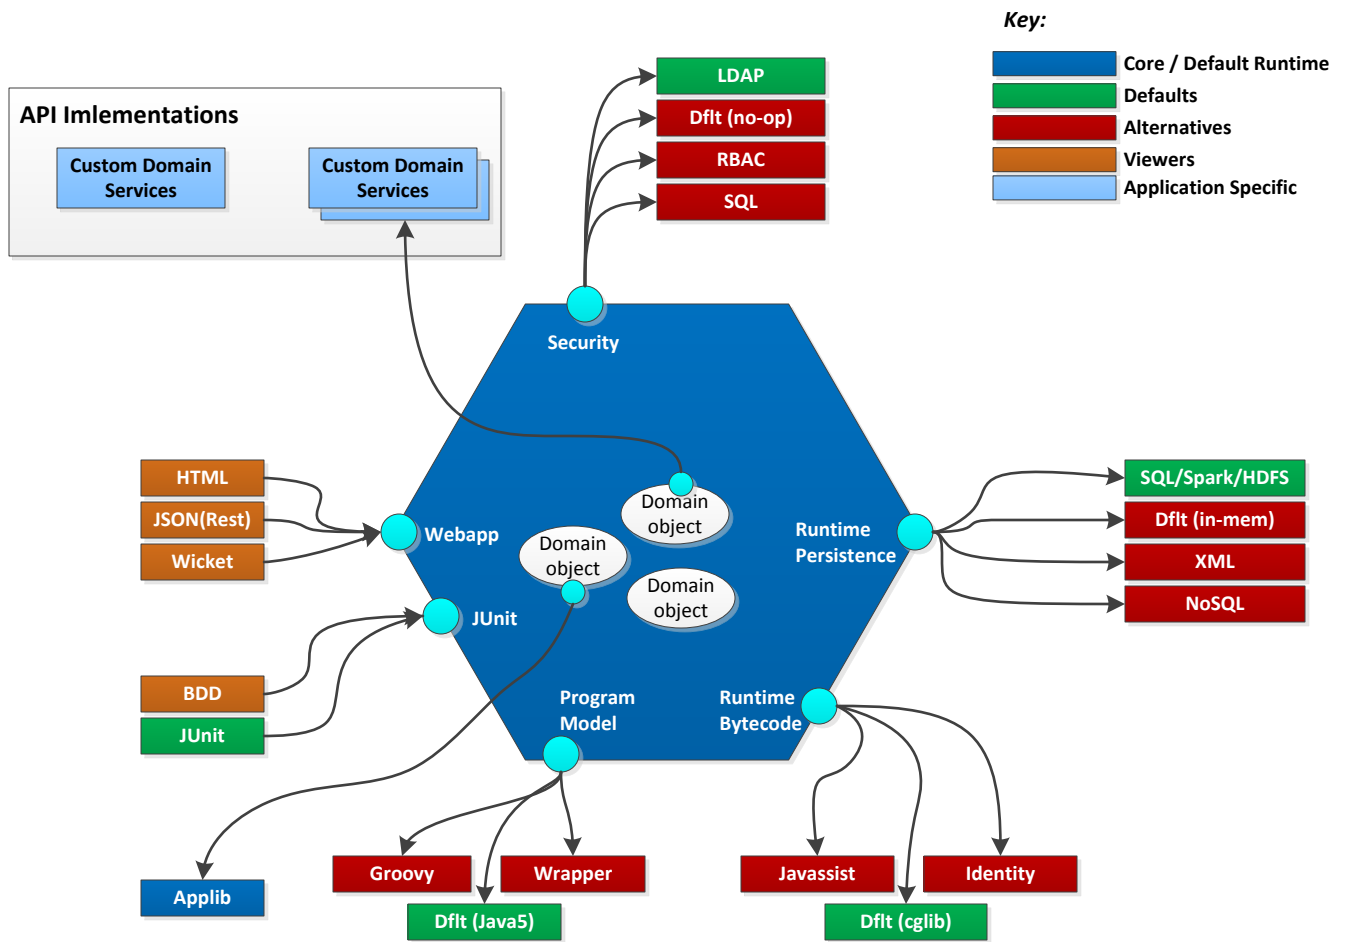 Key:
Core / Default Runtime
Defaults
Alternatives
Viewers
Application Specific
LDAP
Dflt (no-op)
RBAC
SQL
API Imlementations
Custom Domain
Services
Custom Domain
Services
Security
HTML
JSON(Rest)
Wicket
Webapp
JUnit
BDD
JUnit
Domain
object
Domain
object
Domain
object
Runtime
Persistence
SQL/Spark/HDFS
Dflt (in-mem)
XML
NoSQL
Program
Model
Runtime
Bytecode
Applib
Groovy
Wrapper
Dflt (Java5)
Javassist
Identity
Dflt (cglib)